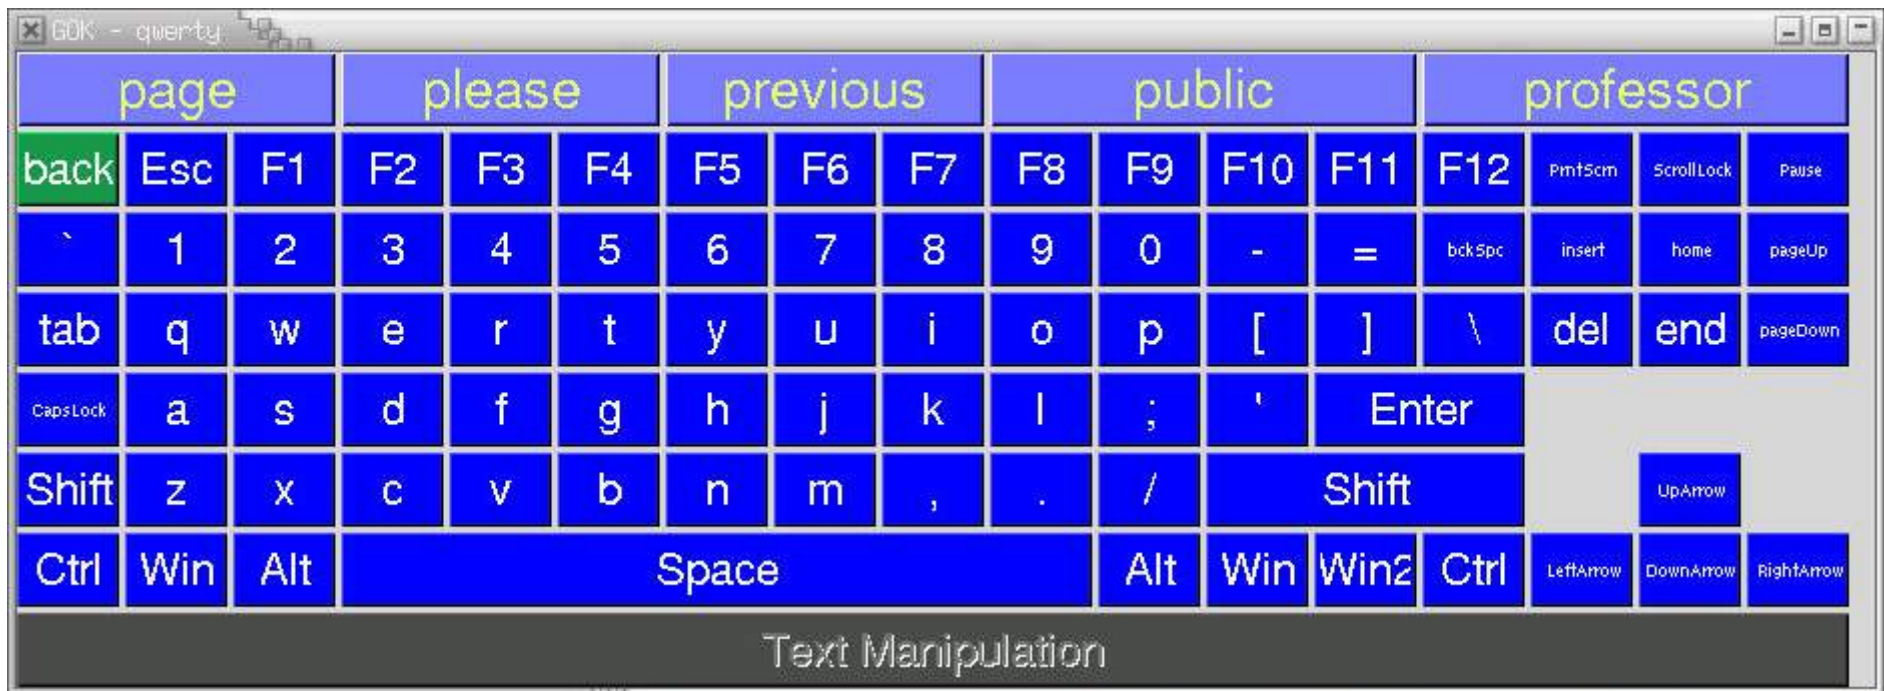 GOK - qwerty
page please previous public professor
back Esc F1 F2 F3 F4 F5 F6 F7 F8 F9 F10 F11 F12 PrntScrn ScrollLock Pause
` 1 2 3 4 5 6 7 8 9 0 - = bckSpc insert home pageUp
tab q w e r t y u i o p [ ] \ del end pageDown
CapsLock a s d f g h j k l ; ' Enter
Shift z x c v b n m , . / Shift UpArrow
Ctrl Win Alt Space Alt Win Win2 Ctrl LeftArrow DownArrow RightArrow
Text Manipulation